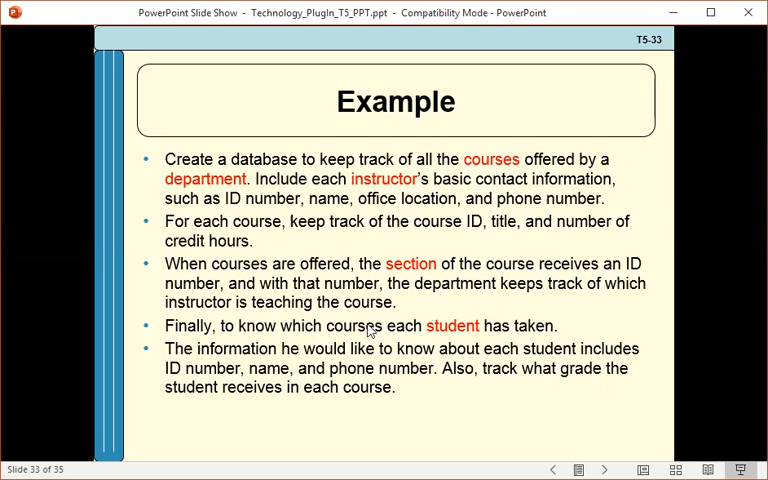 PowerPoint Slide Show - Technology_PlugIn_T5_PPT.ppt - Compatibility Mode - PowerPoint
T5-33
Example
• Create a database to keep track of all the courses offered by a
department. Include each instructor's basic contact information,
such as ID number, name, office location, and phone number.
• For each course, keep track of the course ID, title, and number of
credit hours.
• When courses are offered, the section of the course receives an ID
number, and with that number, the department keeps track of which
instructor is teaching the course.
• Finally, to know which courses each student has taken.
• The information he would like to know about each student includes
ID number, name, and phone number. Also, track what grade the
student receives in each course.
Slide 33 of 35